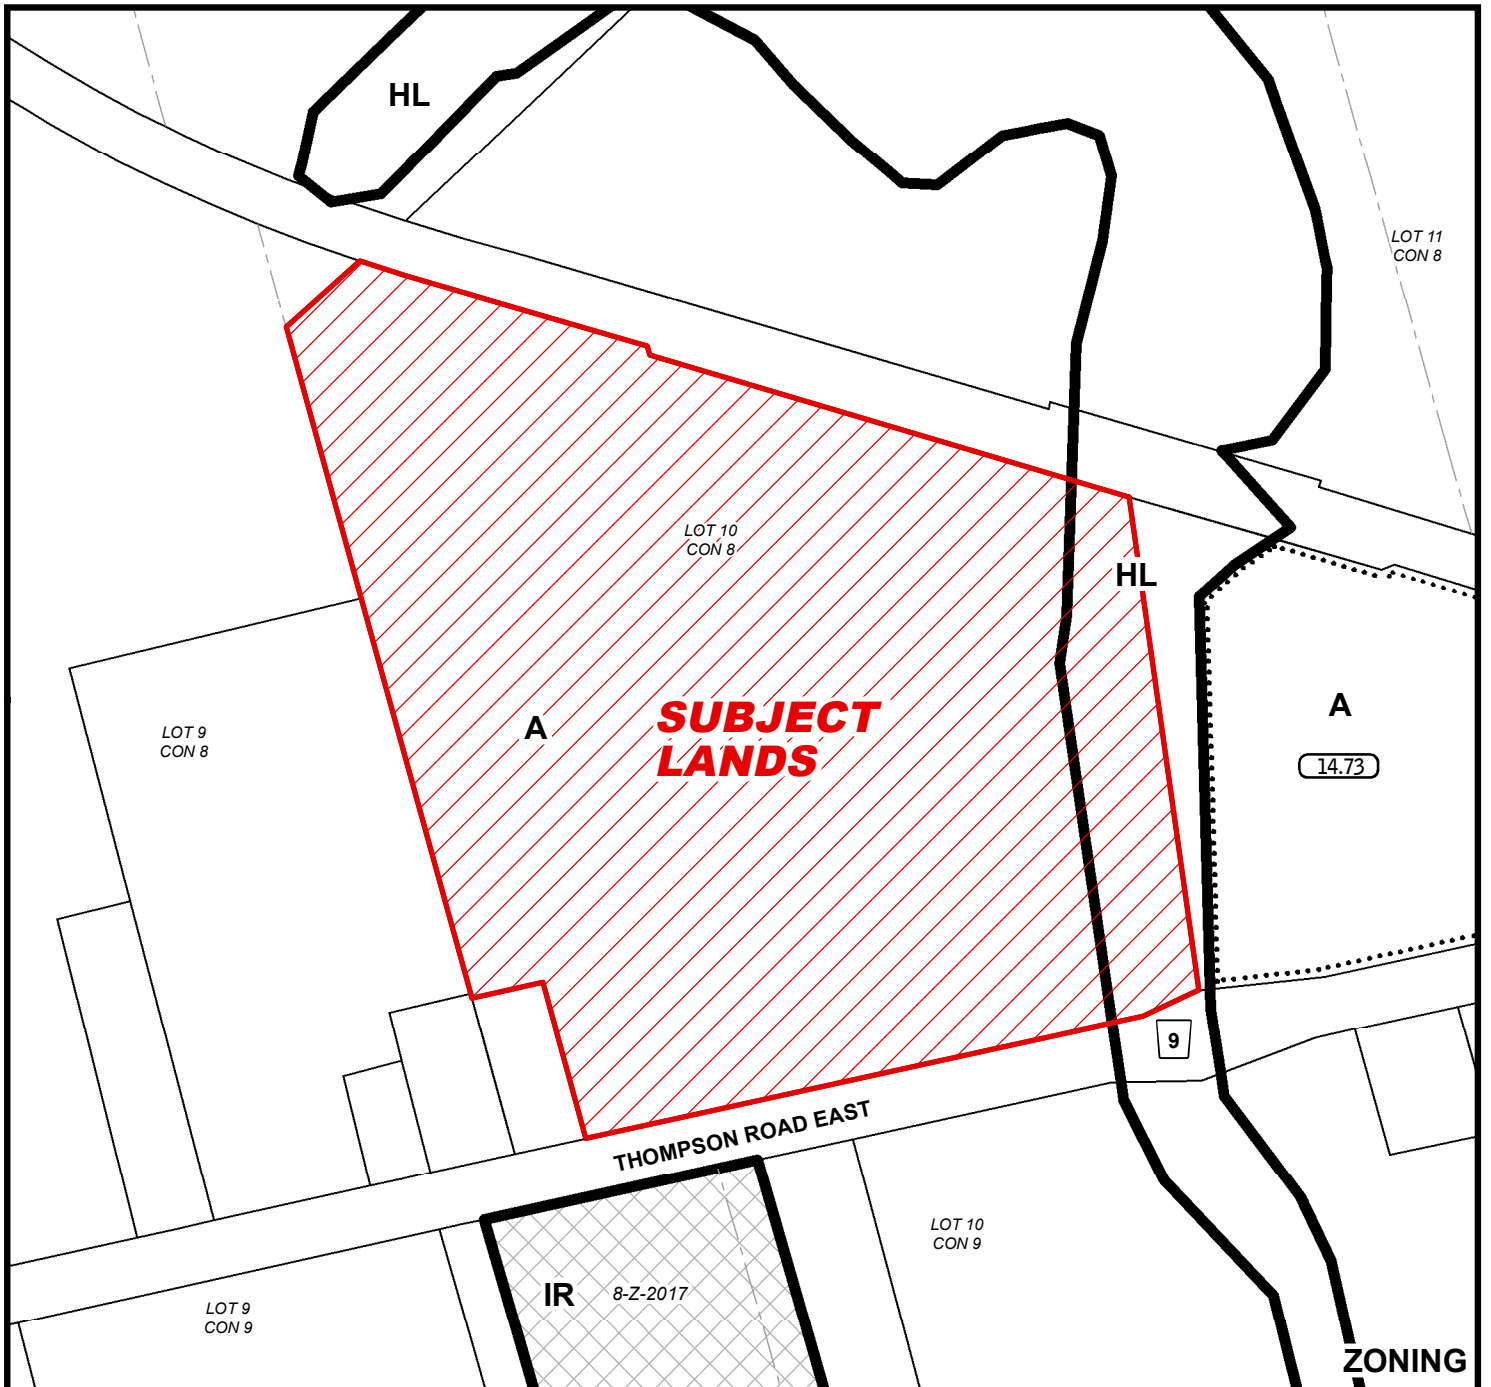 HL
LOT 11
CON 8
LOT 10
CON 8
HL
SUBJECT
LANDS
A
A
LOT 9
CON 8
14.73
9
THOMPSON ROAD EAST
LOT 10
CON 9
IR
8-Z-2017
LOT 9
CON 9
ZONING